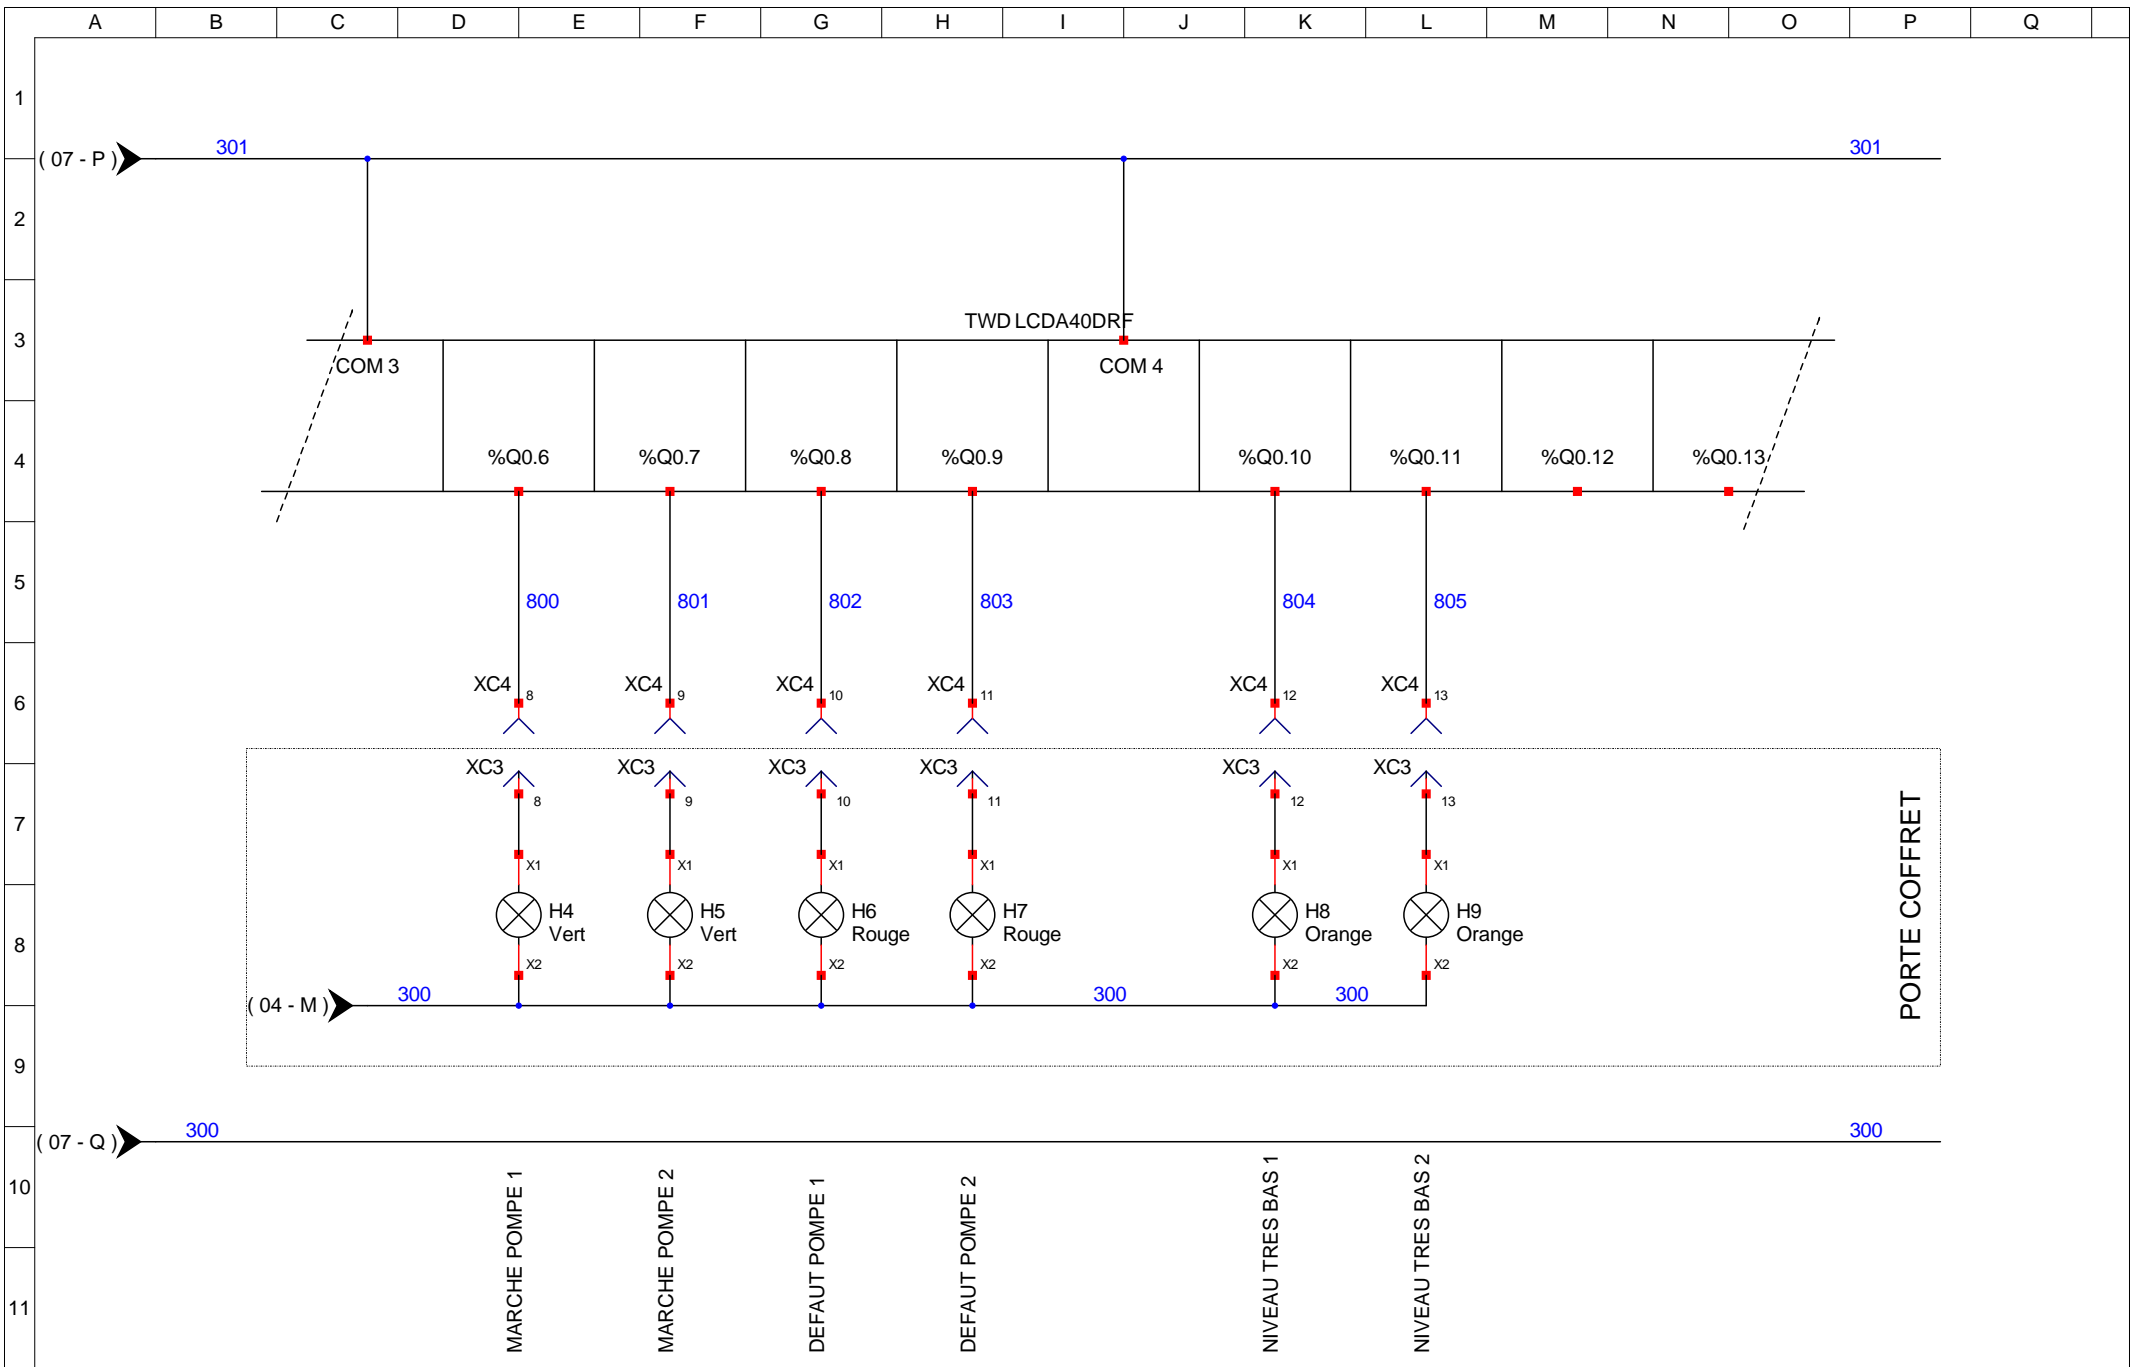 A B C D E F G H I J K L M N O P Q
1
301 301
( 07 - P )
2
TWD LCDA40DRF
3
COM 3 COM 4
4
%Q0.6 %Q0.7 %Q0.8 %Q0.9 %Q0.10 %Q0.11 %Q0.12 %Q0.13
5
800 801 802 803 804 805
6
XC4 8 XC4 9 XC4 10 XC4 11 XC4 12 XC4 13
XC3 XC3 XC3 XC3 XC3 XC3
8 9 10 11 12 13
7
X1 X1 X1 X1 X1 X1
H4 H5 H6 H7 H8 H9
Vert Vert Rouge Rouge Orange Orange
8
X2 X2 X2 X2 X2 X2
PORTE COFFRET
300 300 300
( 04 - M )
9
300 300
( 07 - Q )
10
11
MARCHE POMPE 1
MARCHE POMPE 2
DEFAUT POMPE 1
DEFAUT POMPE 2
NIVEAU TRES BAS 1
NIVEAU TRES BAS 2